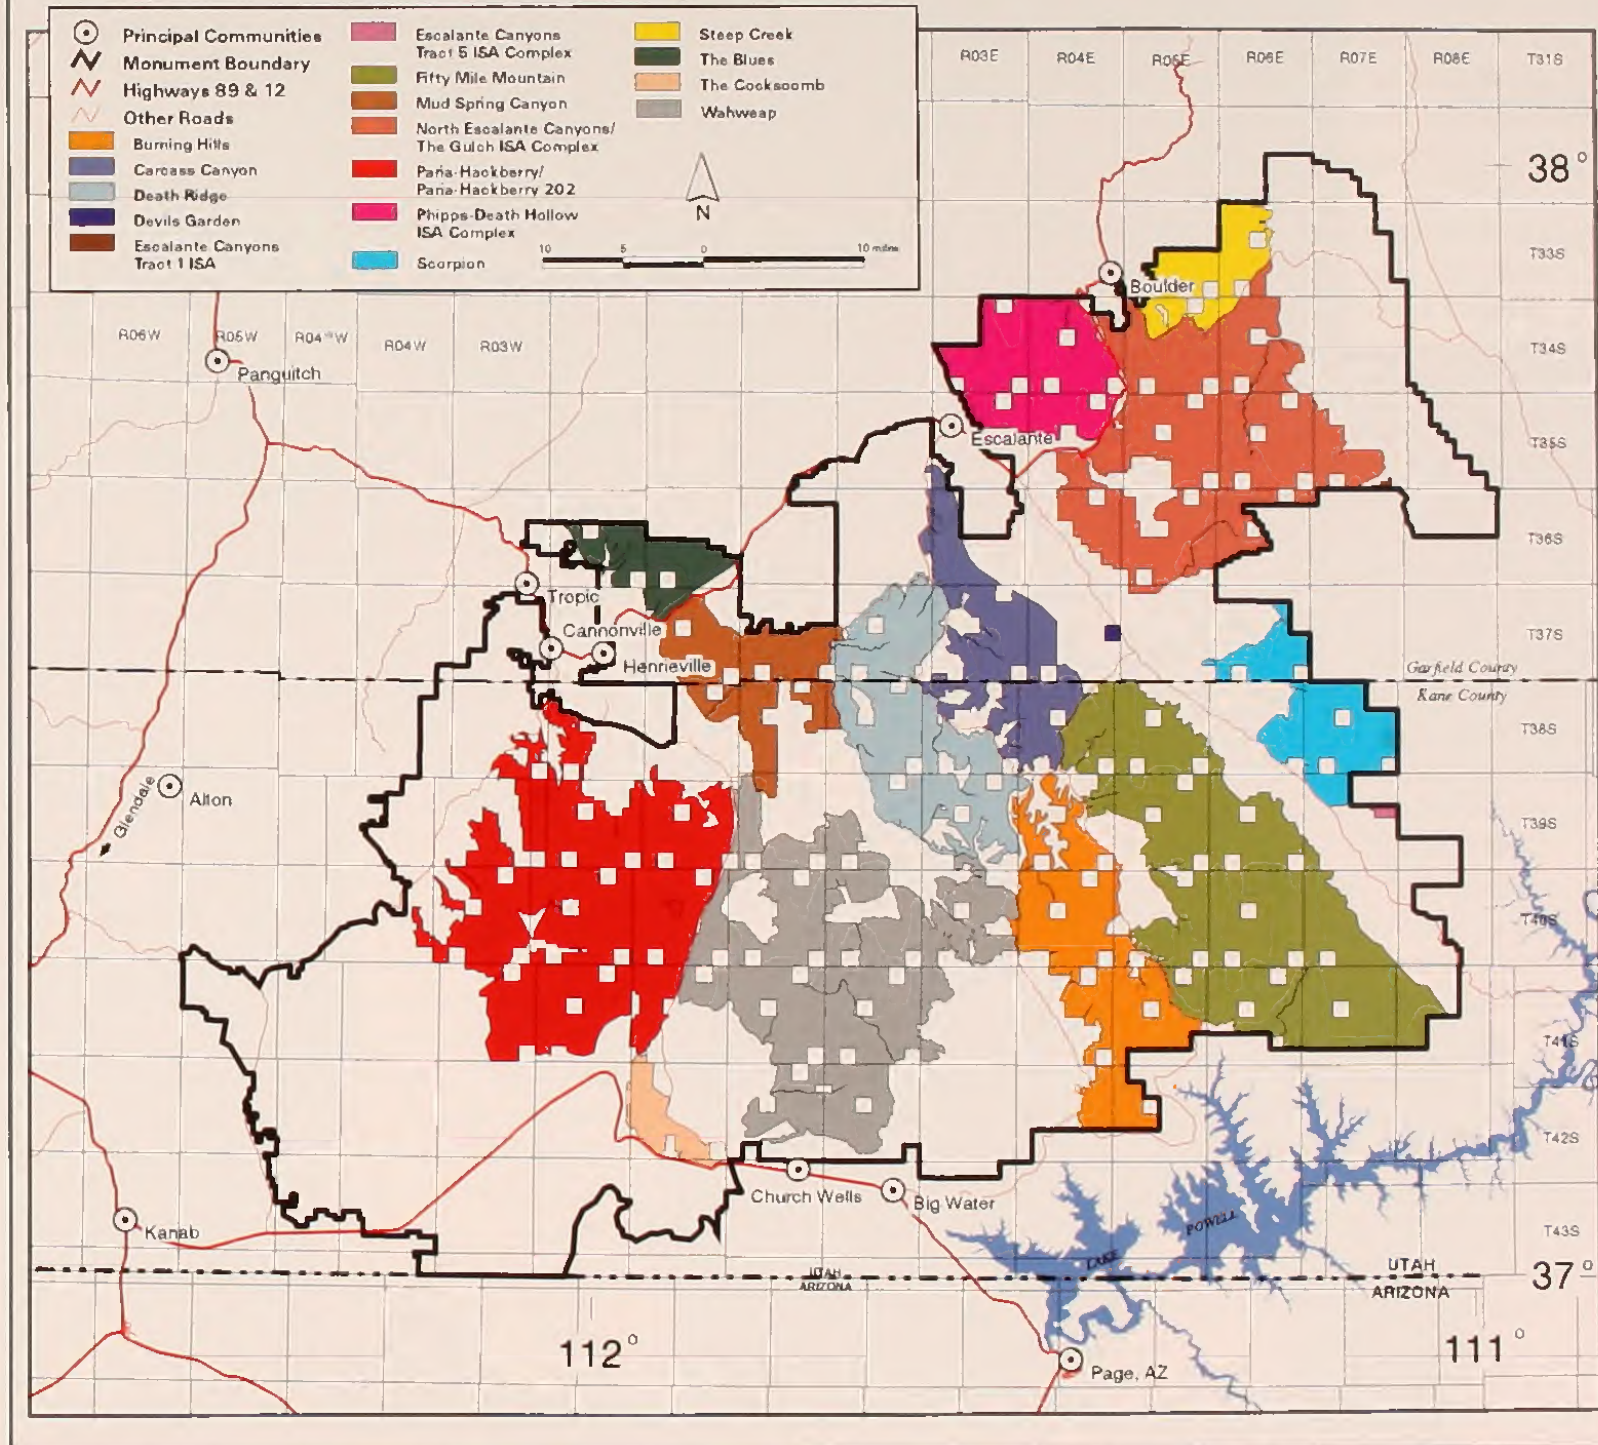 Principal Communities
Monument Boundary
Highways 89 & 12
Other Roads
Burning Hills
Carcass Canyon
Death Ridge
Devils Garden
Escalante Canyons
Tract 1 ISA
Escalante Canyons
Tract 5 ISA Complex
Fifty Mile Mountain
Mud Spring Canyon
North Escalante Canyons/
The Gulch ISA Complex
Paria-Hackberry/
Paria-Hackberry 202
Phipps-Death Hollow
ISA Complex
Scorpion
Steep Creek
The Blues
The Cockscomb
Wahweap
N
10 5 0 10 miles
R03E R04E R05E R06E R07E R08E T31S
38°
T33S
Boulder
R06W R05W R04½W R04W R03W
T34S
Panguitch
Escalante
T35S
T36S
Tropic
Cannonville
T37S
Henrieville
Garfield County
Kane County
T38S
Alton
Glendale
T39S
T40S
T41S
T42S
Church Wells
Big Water
Kanab
POWELL
LAKE
T43S
UTAH
ARIZONA
UTAH
ARIZONA
37°
112°
111°
Page, AZ